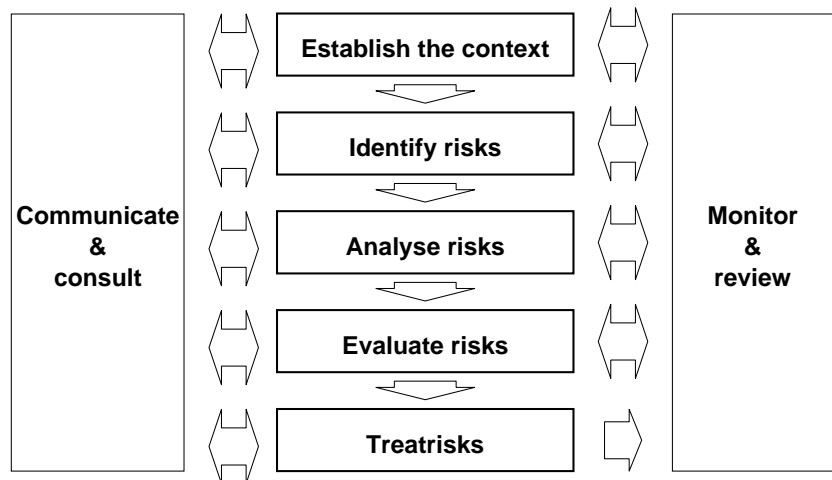 Establish the context
Identify risks
Communicate
&
consult
Analyse risks
Monitor
&
review
Evaluate risks
Treatrisks